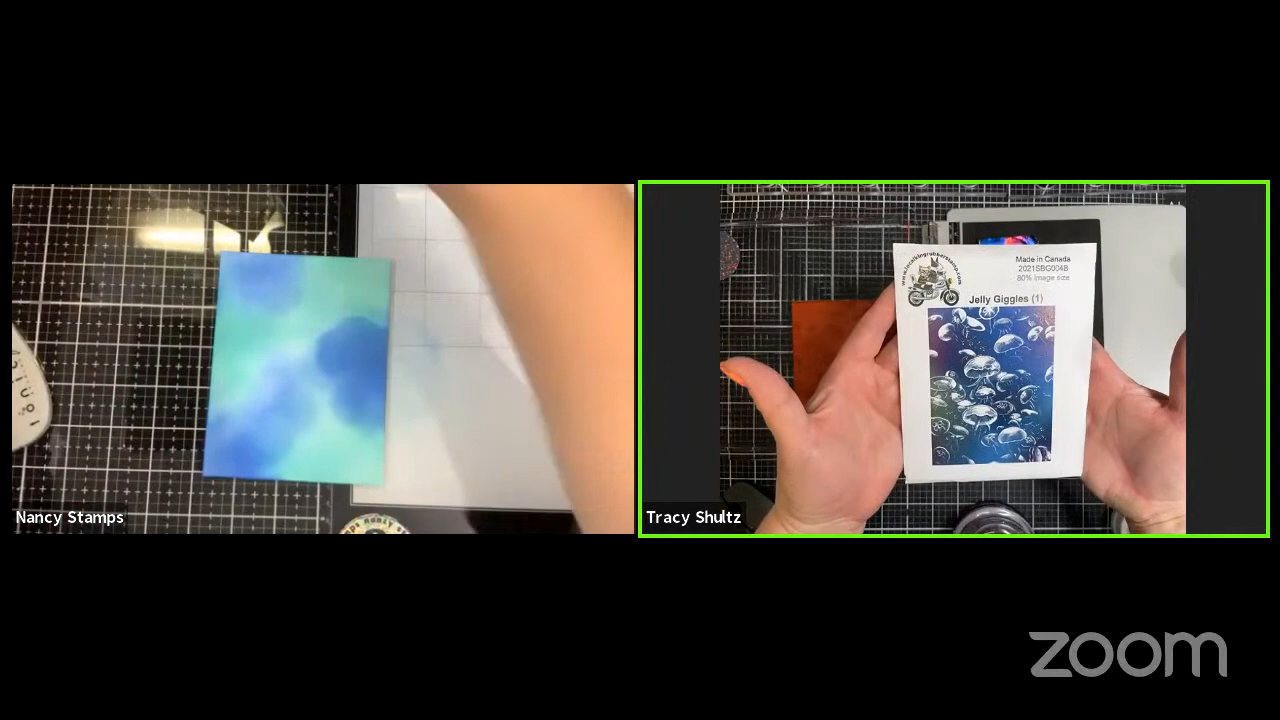 Made in Canada
2021SBG004B
80% image size
Jelly Giggles (1)
Nancy Stamps
Tracy Shultz
zoom